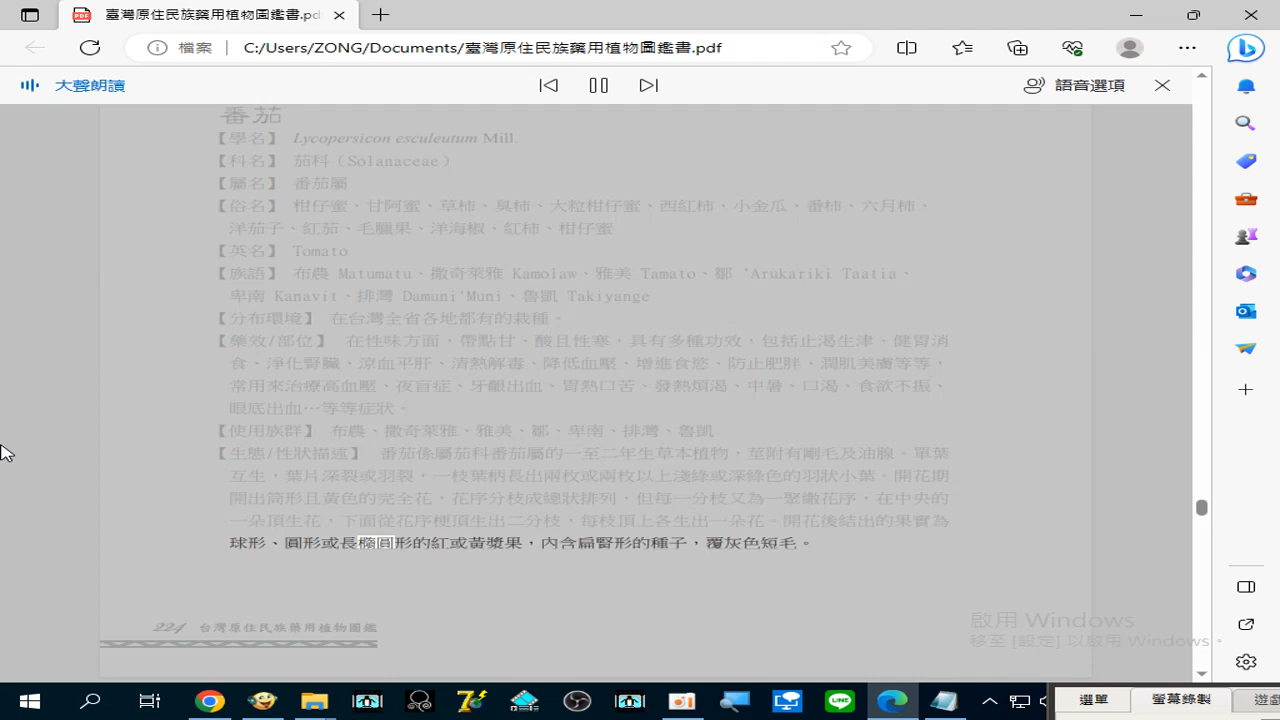 臺灣原住民族藥用植物圖鑑書.pdf
檔案 C:/Users/ZONG/Documents/臺灣原住民族藥用植物圖鑑書.pdf
大聲朗讀
語音選項
番茄
【學名】 Lycopersicon esculeutum Mill.
【科名】 茄科（Solanaceae）
【屬名】 番茄屬
【俗名】 柑仔蜜、甘阿蜜、草柿、臭柿、大粒柑仔蜜、西紅柿、小金瓜、番柿、六月柿、
洋茄子、紅茄、毛臘果、洋海椒、紅柿、柑仔蜜
【英名】 Tomato
【族語】 布農 Matumatu、撒奇萊雅 Kamolaw、雅美 Tamato、鄒 'Arukariki Taatia、
卑南 Kanavit、排灣 Damuni'Muni、魯凱 Takiyange
【分布環境】 在台灣全省各地都有的栽種。
【藥效/部位】 在性味方面，帶點甘、酸且性寒，具有多種功效，包括止渴生津、健胃消
食、淨化腎臟、涼血平肝、清熱解毒、降低血壓、增進食慾、防止肥胖、潤肌美膚等等，
常用來治療高血壓、夜盲症、牙齦出血、胃熱口苦、發熱煩渴、中暑、口渴、食欲不振、
眼底出血…等等症狀。
【使用族群】 布農、撒奇萊雅、雅美、鄒、卑南、排灣、魯凱
【生態/性狀描述】 番茄係屬茄科番茄屬的一至二年生草本植物，莖附有剛毛及油腺。單葉
互生，葉片深裂或羽裂，一枝葉柄長出兩枚或兩枚以上淺綠或深綠色的羽狀小葉。開花期
開出筒形且黃色的完全花，花序分枝成總狀排列，但每一分枝又為一聚繖花序，在中央的
一朵頂生花，下面從花序梗頂生出二分枝，每枝頂上各生出一朵花。開花後結出的果實為
球形、圓形或長橢圓形的紅或黃漿果，內含扁腎形的種子，覆灰色短毛。
224 台灣原住民族藥用植物圖鑑
啟用 Windows
移至 [設定] 以啟用 Windows。
選單 螢幕錄製 遊戲